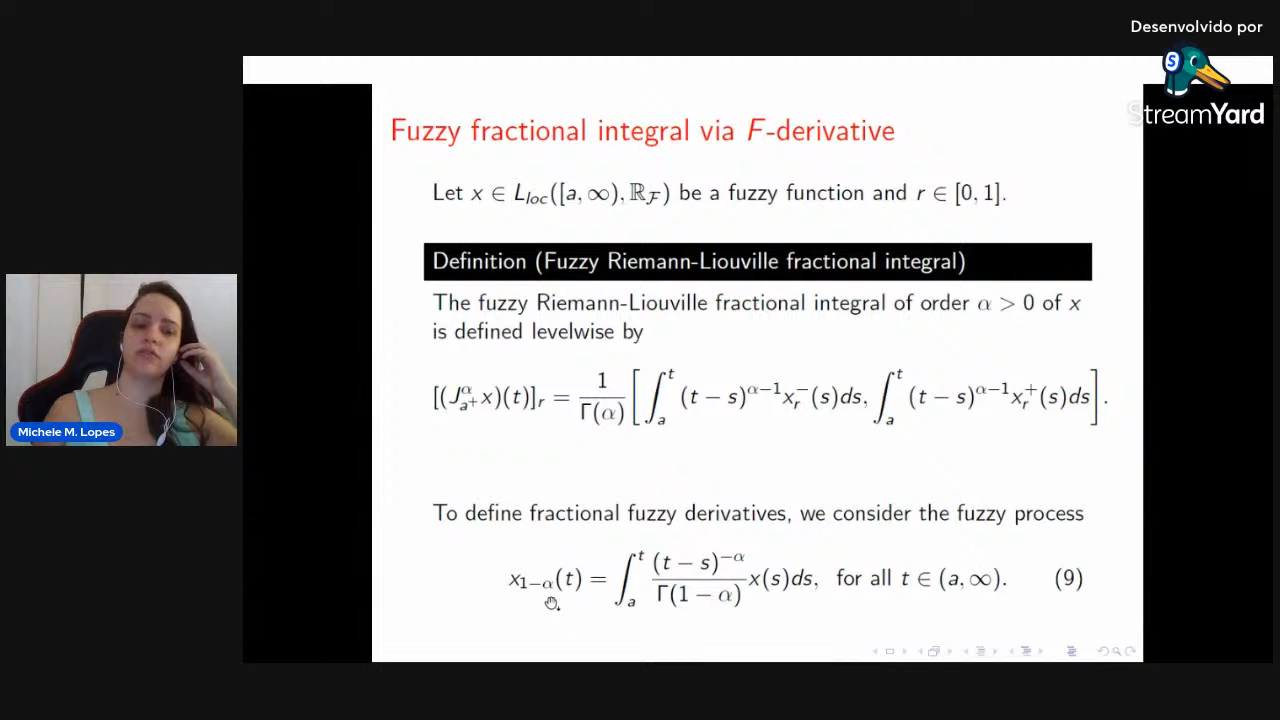 Desenvolvido por
StreamYard
Fuzzy fractional integral via F-derivative
Let x ∈ L_{loc}([a, ∞), ℝ_𝓕) be a fuzzy function and r ∈ [0, 1].
Definition (Fuzzy Riemann-Liouville fractional integral)
The fuzzy Riemann-Liouville fractional integral of order α > 0 of x
is defined levelwise by
[(J^α_{a⁺} x)(t)]_r = 1/Γ(α) [∫_a^t (t − s)^{α−1} x_r^−(s)ds, ∫_a^t (t − s)^{α−1} x_r^+(s)ds].
Michele M. Lopes
To define fractional fuzzy derivatives, we consider the fuzzy process
x_{1−α}(t) = ∫_a^t (t − s)^{−α}/Γ(1 − α) x(s)ds, for all t ∈ (a, ∞). (9)